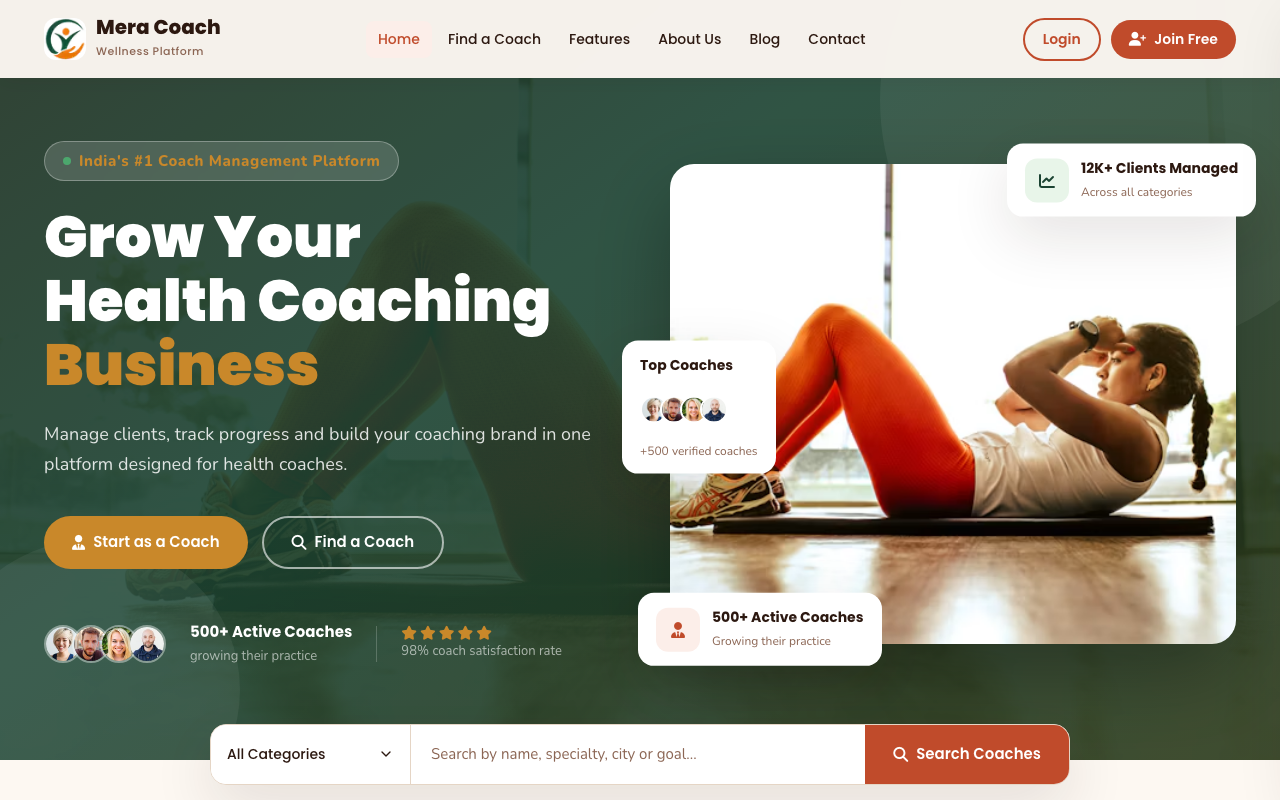 Mera Coach
Wellness Platform
Home
Find a Coach
Features
About Us
Blog
Contact
Login
Join Free
India's #1 Coach Management Platform
Grow Your
Health Coaching
Business
Manage clients, track progress and build your coaching brand in one
platform designed for health coaches.
Start as a Coach
Find a Coach
500+ Active Coaches
growing their practice
98% coach satisfaction rate
12K+ Clients Managed
Across all categories
Top Coaches
+500 verified coaches
500+ Active Coaches
Growing their practice
All Categories
Search by name, specialty, city or goal...
Search Coaches